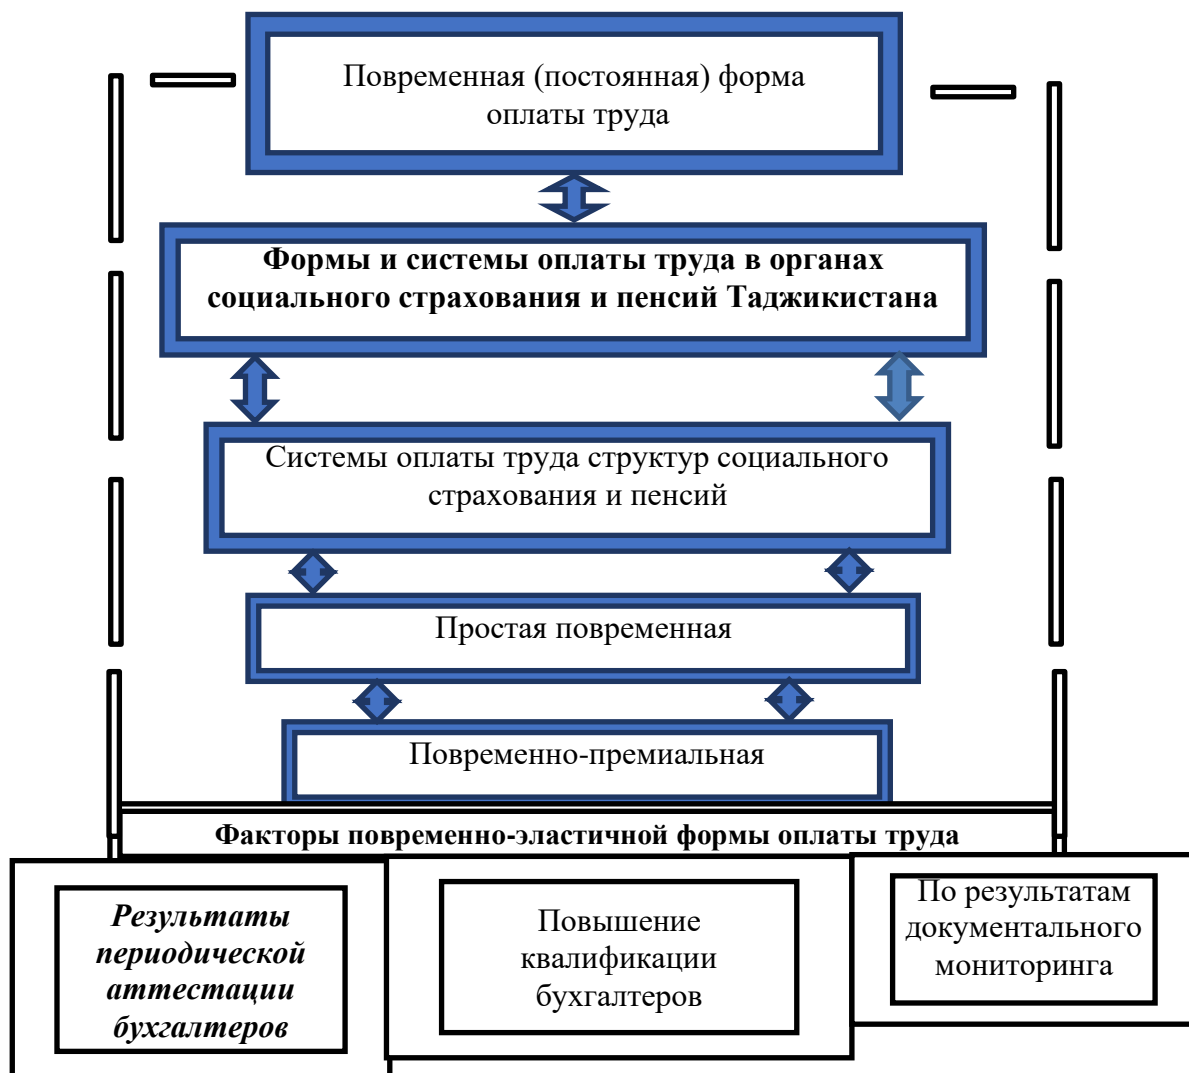 Повременная (постоянная) форма
оплаты труда
Формы и системы оплаты труда в органах
социального страхования и пенсий Таджикистана
Системы оплаты труда структур социального
страхования и пенсий
Простая повременная
Повременно-премиальная
Факторы повременно-эластичной формы оплаты труда
Результаты
периодической
аттестации
бухгалтеров
Повышение
квалификации
бухгалтеров
По результатам
документального
мониторинга